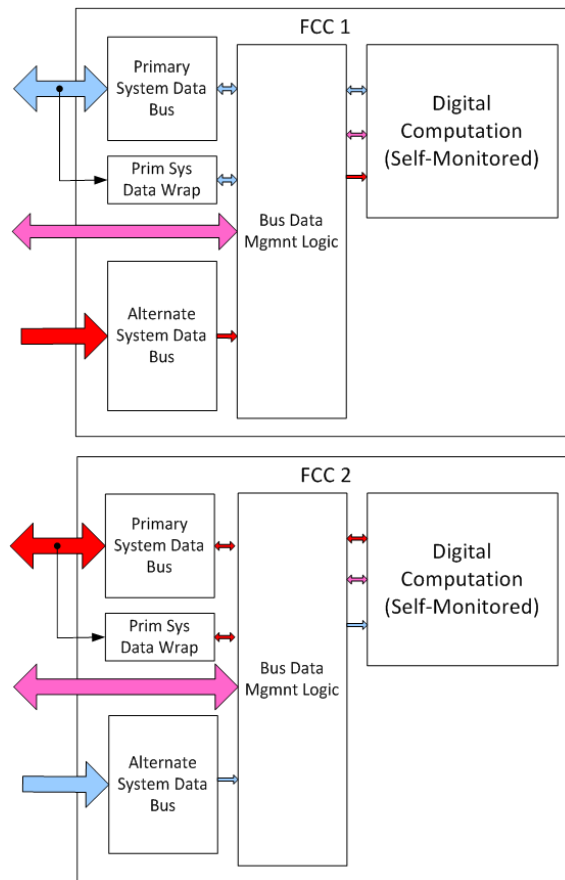 FCC 1
Primary
System Data
Bus
Digital
Computation
(Self-Monitored)
Prim Sys
Data Wrap
Bus Data
Mgmnt Logic
Alternate
System Data
Bus
FCC 2
Primary
System Data
Bus
Digital
Computation
(Self-Monitored)
Prim Sys
Data Wrap
Bus Data
Mgmnt Logic
Alternate
System Data
Bus